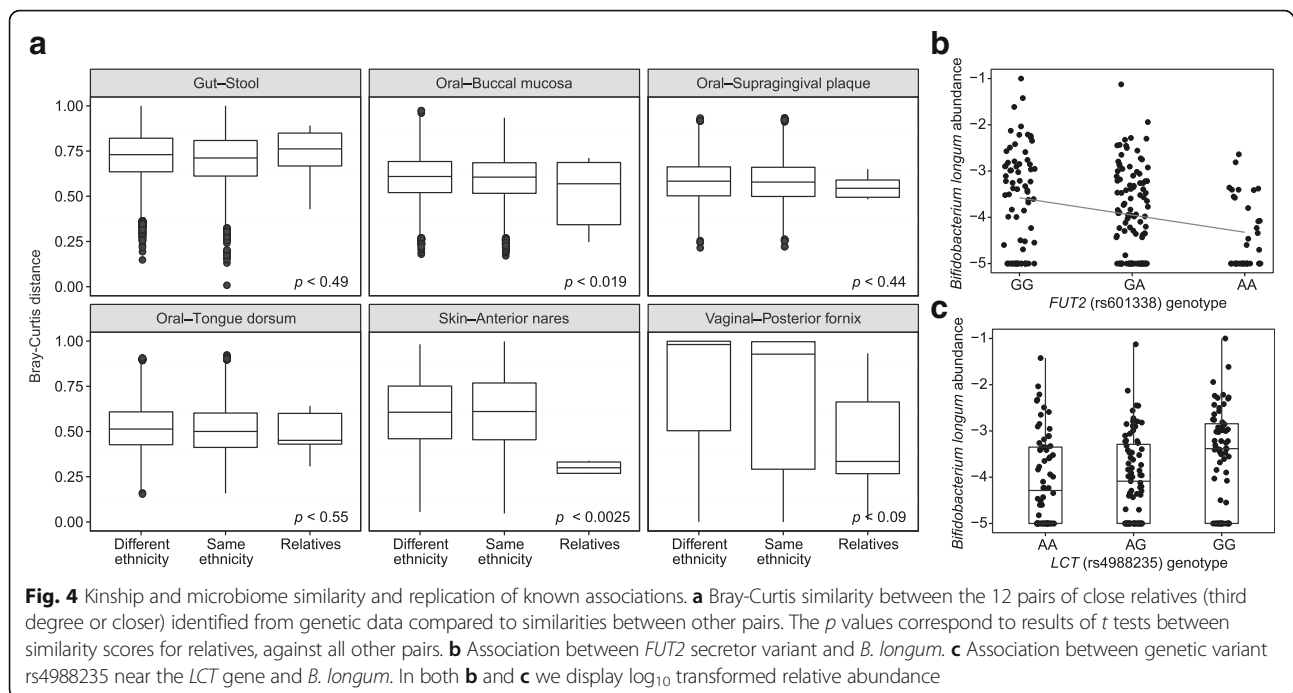 a
Gut–Stool
Oral–Buccal mucosa
Oral–Supragingival plaque
1.00
0.75
0.50
0.25
0.00
p < 0.49
p < 0.019
p < 0.44
Bray-Curtis distance
Oral–Tongue dorsum
Skin–Anterior nares
Vaginal–Posterior fornix
1.00
0.75
0.50
0.25
0.00
p < 0.55
p < 0.0025
p < 0.09
Different ethnicity
Same ethnicity
Relatives
Different ethnicity
Same ethnicity
Relatives
Different ethnicity
Same ethnicity
Relatives
b
Bifidobacterium longum abundance
−1
−2
−3
−4
−5
GG
GA
AA
FUT2 (rs601338) genotype
c
Bifidobacterium longum abundance
−1
−2
−3
−4
−5
AA
AG
GG
LCT (rs4988235) genotype
Fig. 4 Kinship and microbiome similarity and replication of known associations. a Bray-Curtis similarity between the 12 pairs of close relatives (third
degree or closer) identified from genetic data compared to similarities between other pairs. The p values correspond to results of t tests between
similarity scores for relatives, against all other pairs. b Association between FUT2 secretor variant and B. longum. c Association between genetic variant
rs4988235 near the LCT gene and B. longum. In both b and c we display log10 transformed relative abundance